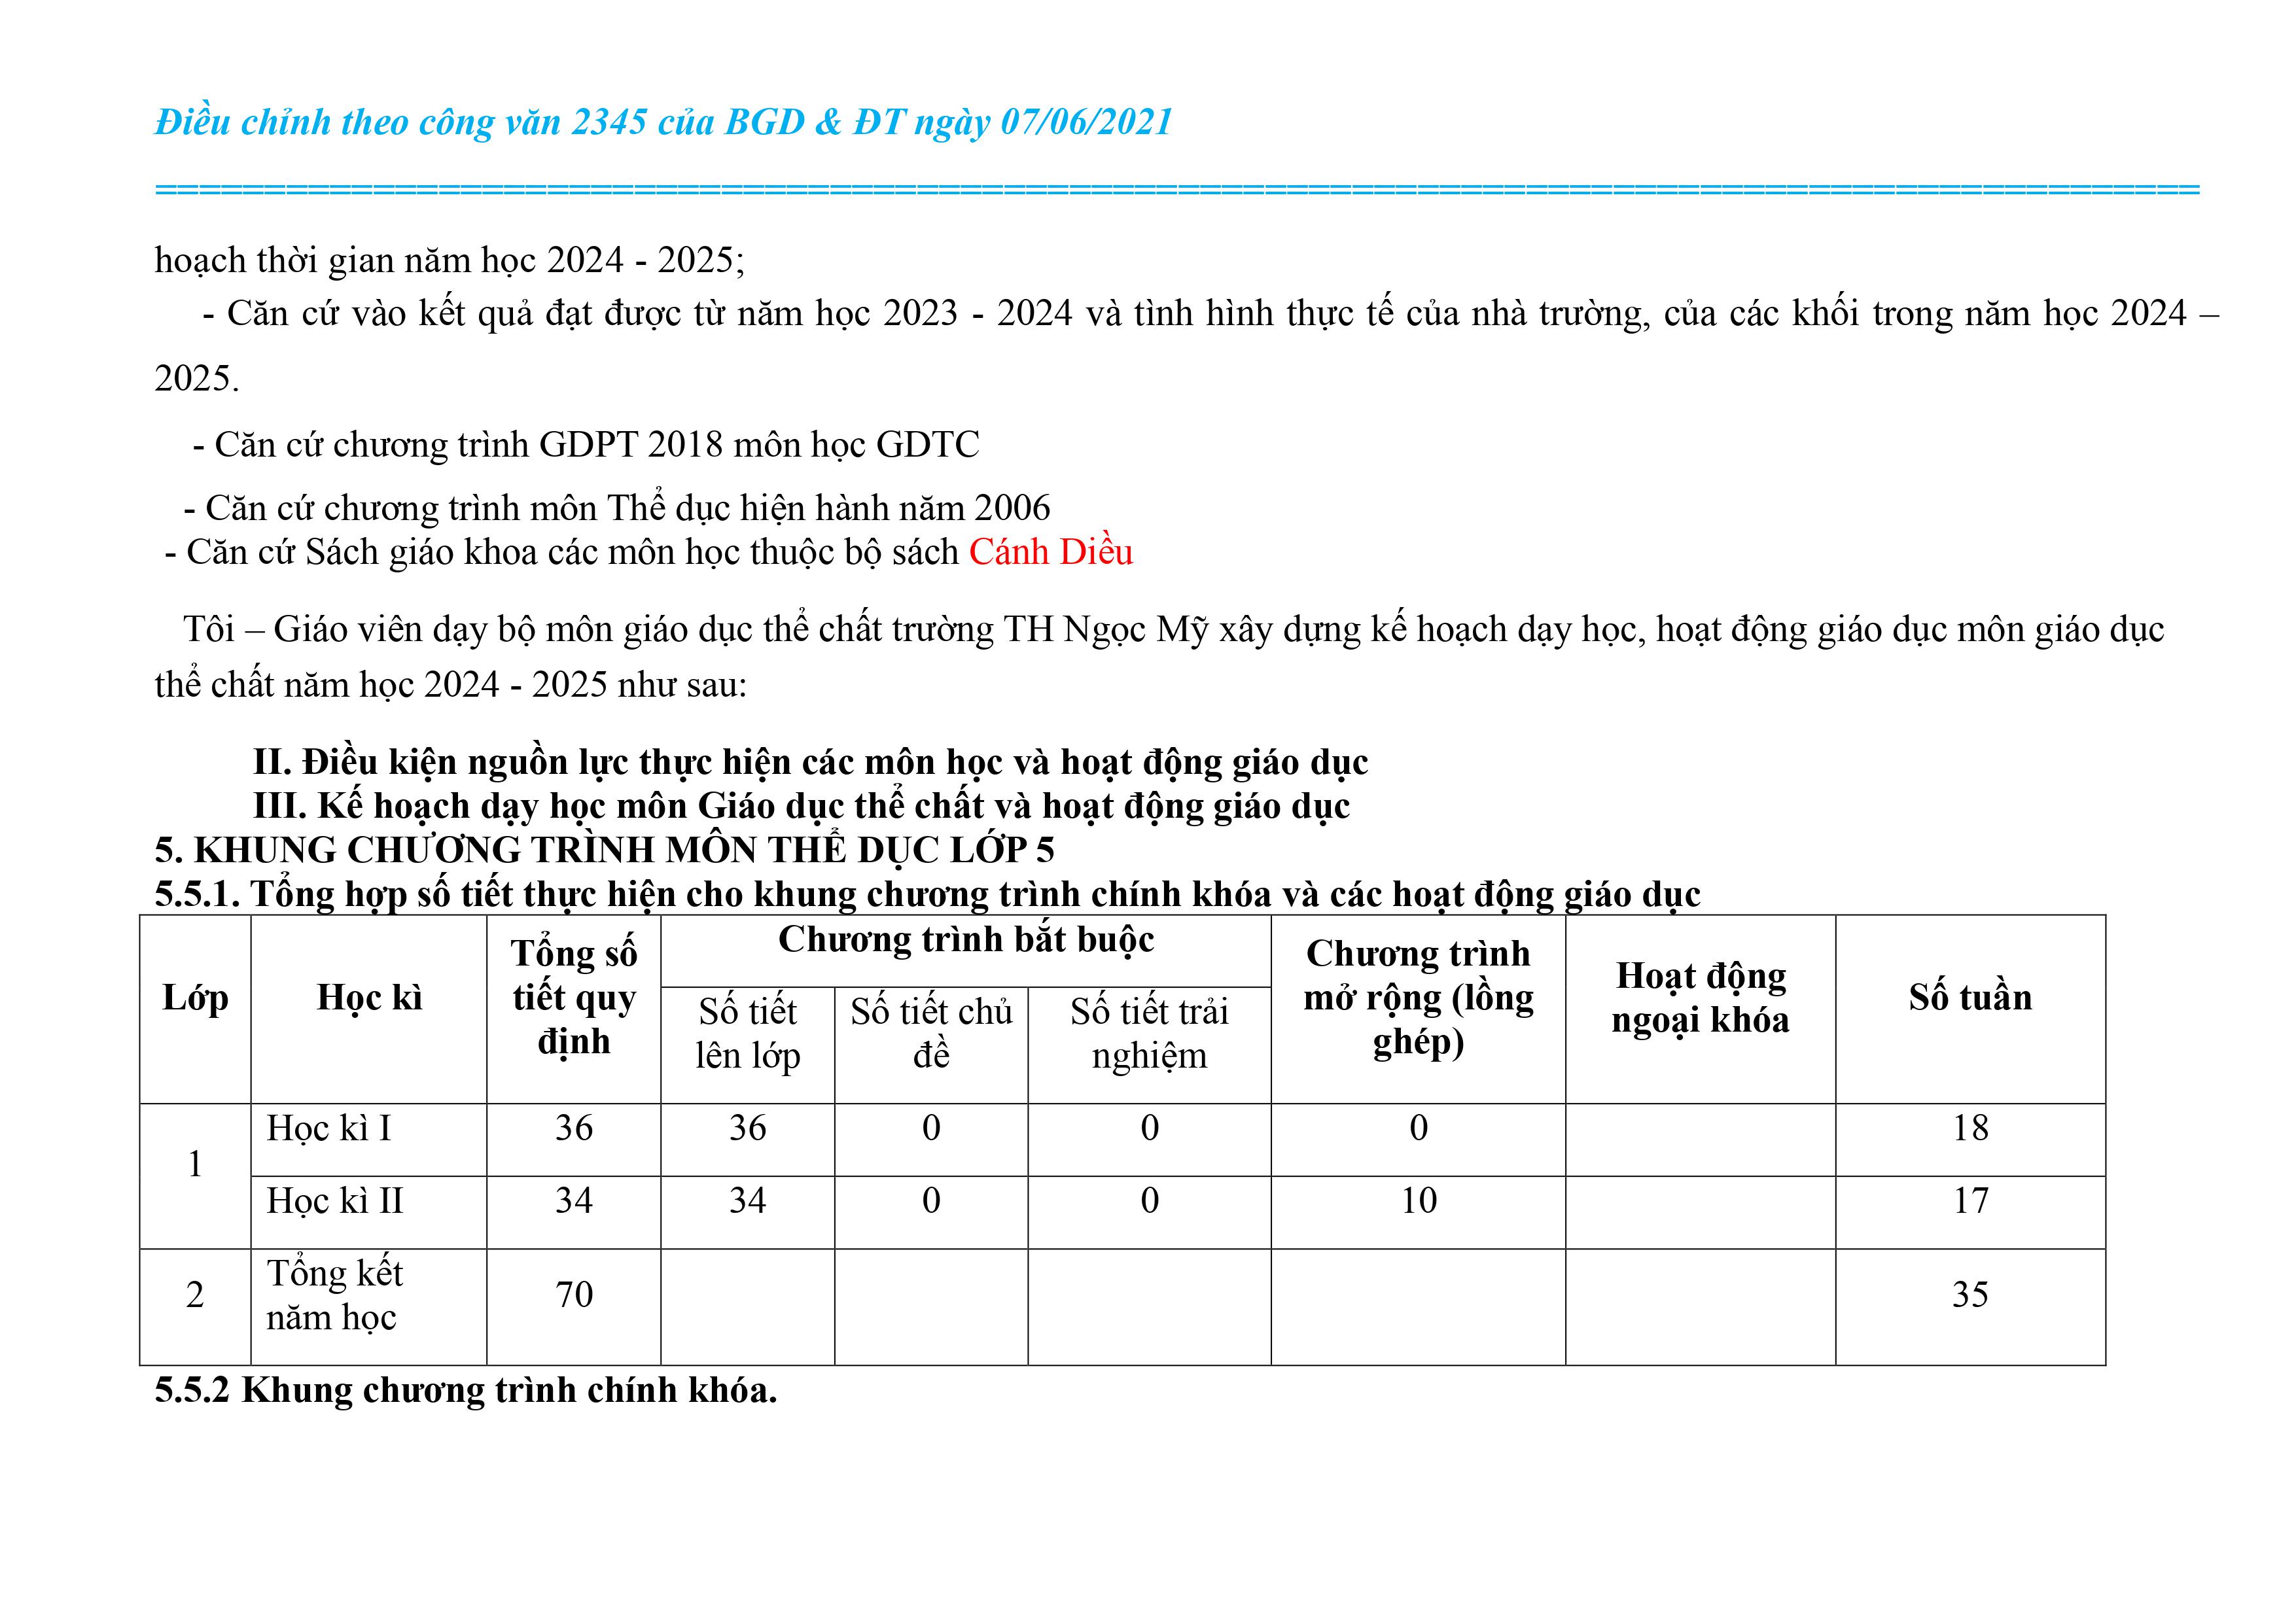 Điều chỉnh theo công văn 2345 của BGD & ĐT ngày 07/06/2021
==============================================================================================
hoạch thời gian năm học 2024 - 2025;
- Căn cứ vào kết quả đạt được từ năm học 2023 - 2024 và tình hình thực tế của nhà trường, của các khối trong năm học 2024 –
2025.
- Căn cứ chương trình GDPT 2018 môn học GDTC
- Căn cứ chương trình môn Thể dục hiện hành năm 2006
- Căn cứ Sách giáo khoa các môn học thuộc bộ sách Cánh Diều
Tôi – Giáo viên dạy bộ môn giáo dục thể chất trường TH Ngọc Mỹ xây dựng kế hoạch dạy học, hoạt động giáo dục môn giáo dục
thể chất năm học 2024 - 2025 như sau:
II. Điều kiện nguồn lực thực hiện các môn học và hoạt động giáo dục
III. Kế hoạch dạy học môn Giáo dục thể chất và hoạt động giáo dục
5. KHUNG CHƯƠNG TRÌNH MÔN THỂ DỤC LỚP 5
5.5.1. Tổng hợp số tiết thực hiện cho khung chương trình chính khóa và các hoạt động giáo dục
Lớp
Học kì
Tổng số
tiết quy
định
Chương trình bắt buộc
Số tiết
lên lớp
Số tiết chủ
đề
Số tiết trải
nghiệm
Chương trình
mở rộng (lồng
ghép)
Hoạt động
ngoại khóa
Số tuần
1
Học kì I 36 36 0 0 0 18
Học kì II 34 34 0 0 10 17
2
Tổng kết
năm học
70 35
5.5.2 Khung chương trình chính khóa.